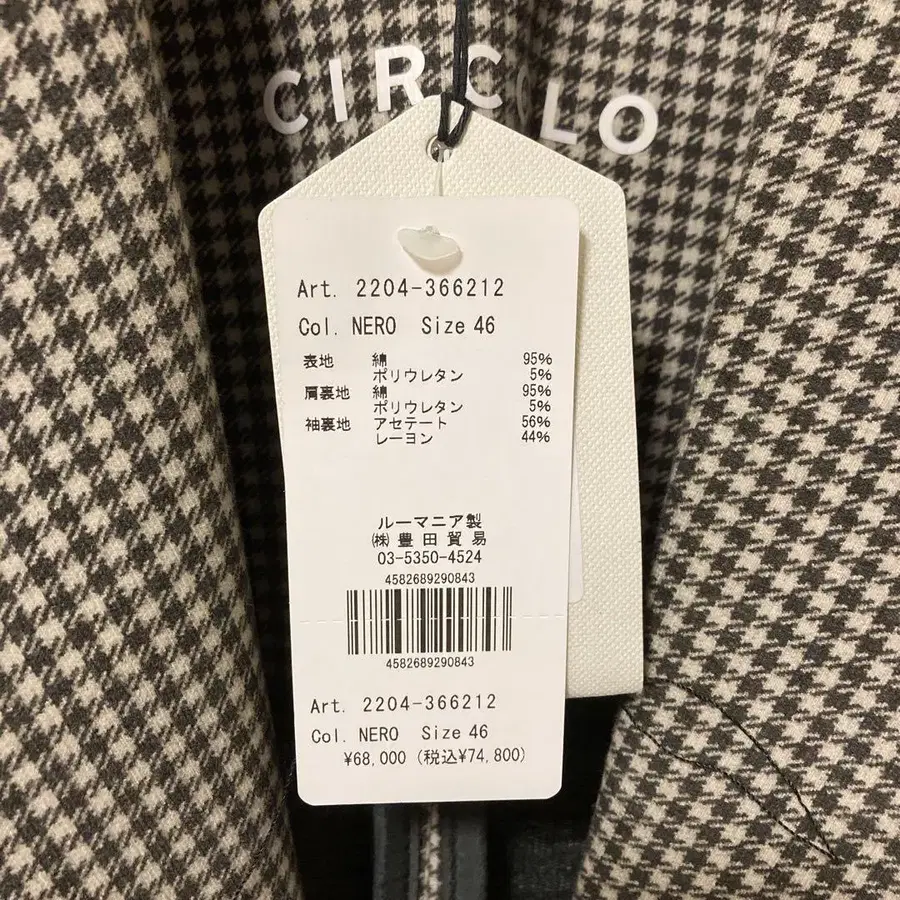 CIRCOLO
Art. 2204-366212
Col. NERO Size 46
表地 綿 95%
ポリウレタン 5%
肩裏地 綿 95%
ポリウレタン 5%
袖裏地 アセテート 56%
レーヨン 44%
ルーマニア製
㈱豊田貿易
03-5350-4524
4582689290843
4582689290843
Art. 2204-366212
Col. NERO Size 46
¥68,000 (税込¥74,800)